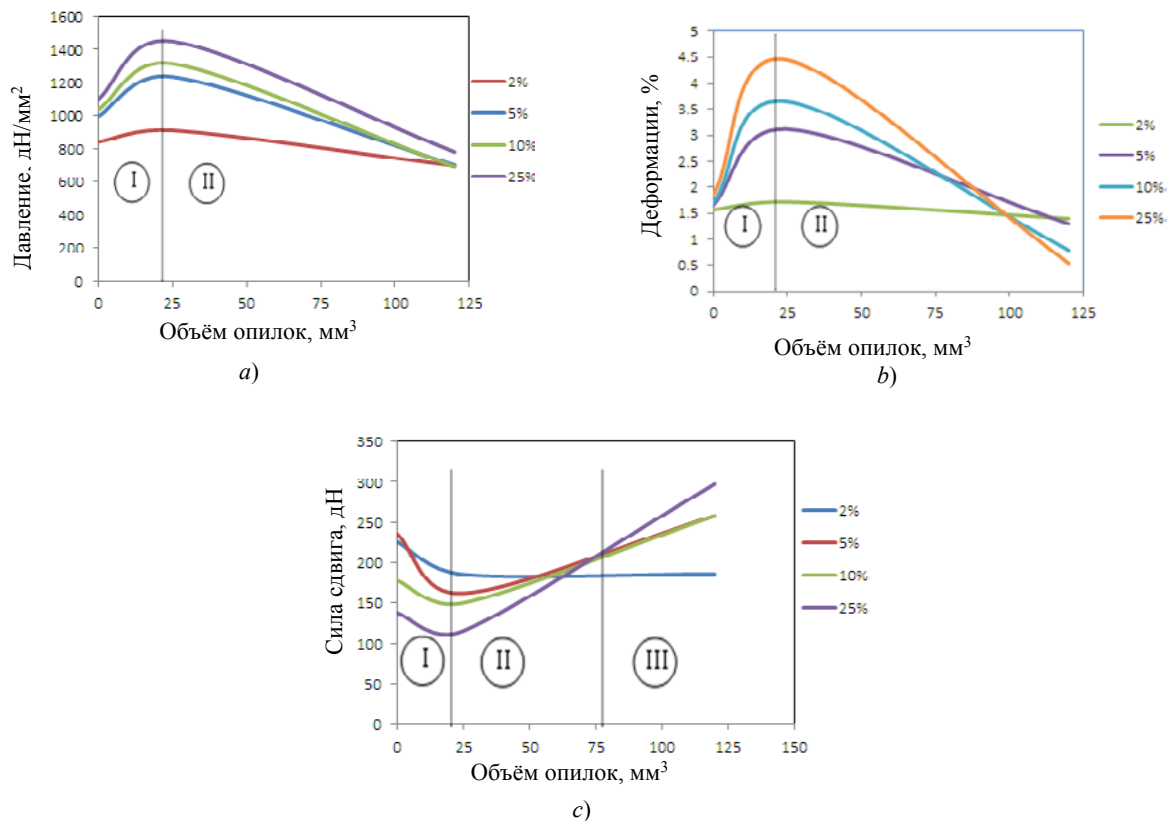 1600
1400
1200
1000
800
600
400
200
0
Давление. дН/мм²
I
II
0 25 50 75 100 125
Объём опилок, мм³
2%
5%
10%
25%
a)
5
4.5
4
3.5
3
2.5
2
1.5
1
0.5
0
Деформации, %
I
II
0 25 50 75 100 125
Объём опилок, мм³
2%
5%
10%
25%
b)
350
300
250
200
150
100
50
0
Сила сдвига, дН
I
II
III
0 25 50 75 100 125 150
Объём опилок, мм³
2%
5%
10%
25%
c)